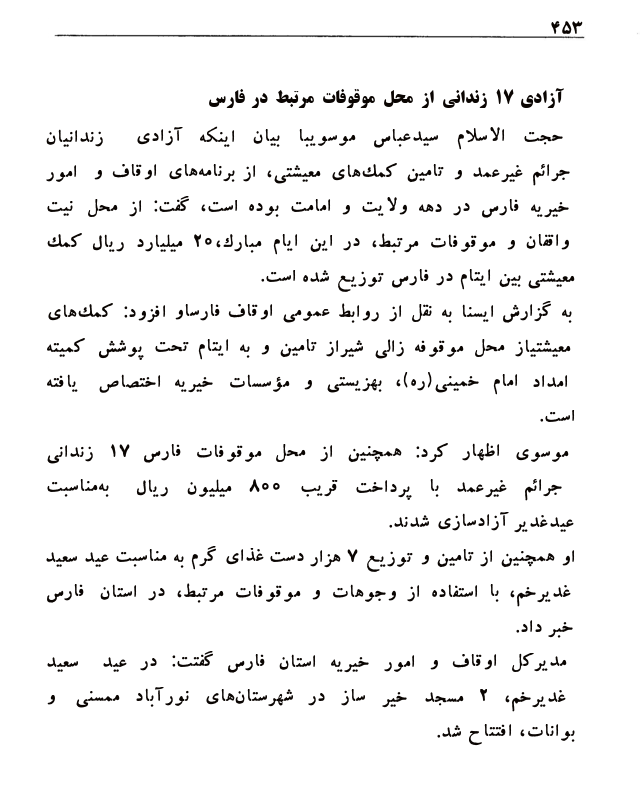 ۴۵۳
آزادی ۱۷ زندانی از محل موقوفات مرتبط در فارس
حجت الاسلام سیدعباس موسویبا بیان اینکه آزادی زندانیان
جرائم غیرعمد و تامین کمك‌های معیشتی، از برنامه‌های اوقاف و امور
خیریه فارس در دهه ولایت و امامت بوده است، گفت: از محل نیت
واقفان و موقوفات مرتبط، در این ایام مبارك،۲۰ میلیارد ریال کمك
معیشتی بین ایتام در فارس توزیع شده است.
به گزارش ایسنا به نقل از روابط عمومی اوقاف فارساو افزود: کمك‌های
معیشتیاز محل موقوفه زالی شیراز تامین و به ایتام تحت پوشش کمیته
امداد امام خمینی(ره)، بهزیستی و مؤسسات خیریه اختصاص یافته
است.
موسوی اظهار کرد: همچنین از محل موقوفات فارس ۱۷ زندانی
جرائم غیرعمد با پرداخت قریب ۸۰۰ میلیون ریال به‌مناسبت
عیدغدیر آزادسازی شدند.
او همچنین از تامین و توزیع ۷ هزار دست غذای گرم به مناسبت عید سعید
غدیرخم، با استفاده از وجوهات و موقوفات مرتبط، در استان فارس
خبر داد.
مدیرکل اوقاف و امور خیریه استان فارس گفتت: در عید سعید
غدیرخم، ۲ مسجد خیر ساز در شهرستان‌های نورآباد ممسنی و
بوانات، افتتاح شد.